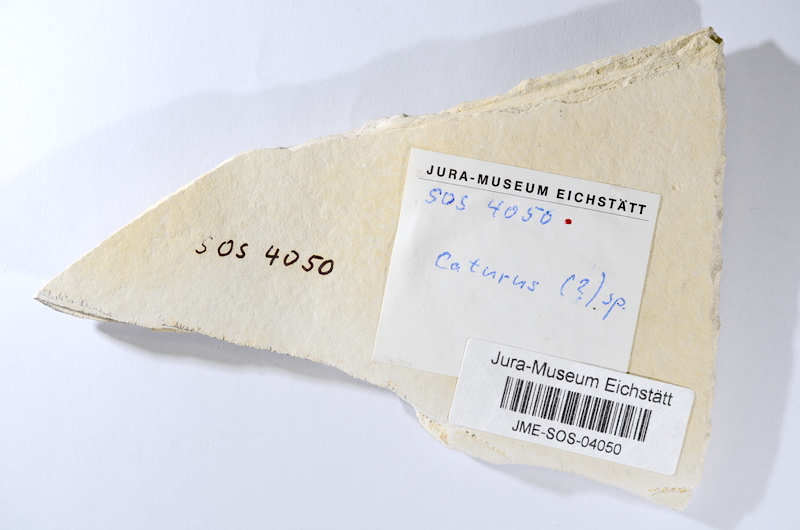 SOS 4050
JURA-MUSEUM EICHSTÄTT
SOS 4050
Caturus (?) sp.
Jura-Museum Eichstätt
JME-SOS-04050